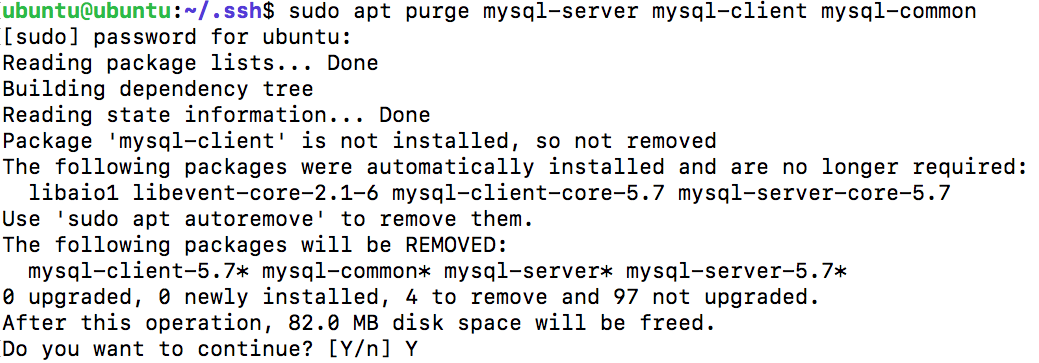 ubuntu@ubuntu:~/.ssh$ sudo apt purge mysql-server mysql-client mysql-common
[sudo] password for ubuntu:
Reading package lists... Done
Building dependency tree
Reading state information... Done
Package 'mysql-client' is not installed, so not removed
The following packages were automatically installed and are no longer required:
  libaio1 libevent-core-2.1-6 mysql-client-core-5.7 mysql-server-core-5.7
Use 'sudo apt autoremove' to remove them.
The following packages will be REMOVED:
  mysql-client-5.7* mysql-common* mysql-server* mysql-server-5.7*
0 upgraded, 0 newly installed, 4 to remove and 97 not upgraded.
After this operation, 82.0 MB disk space will be freed.
Do you want to continue? [Y/n] Y